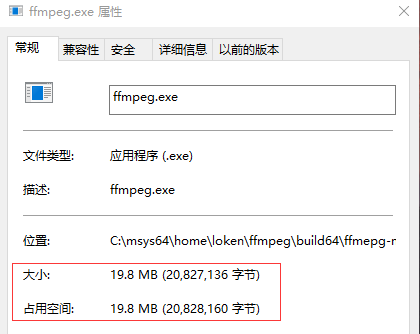 ffmpeg.exe 属性
常规 兼容性 安全 详细信息 以前的版本
ffmpeg.exe
文件类型: 应用程序 (.exe)
描述: ffmpeg.exe
位置: C:\msys64\home\loken\ffmpeg\build64\ffmepg-r
大小: 19.8 MB (20,827,136 字节)
占用空间: 19.8 MB (20,828,160 字节)